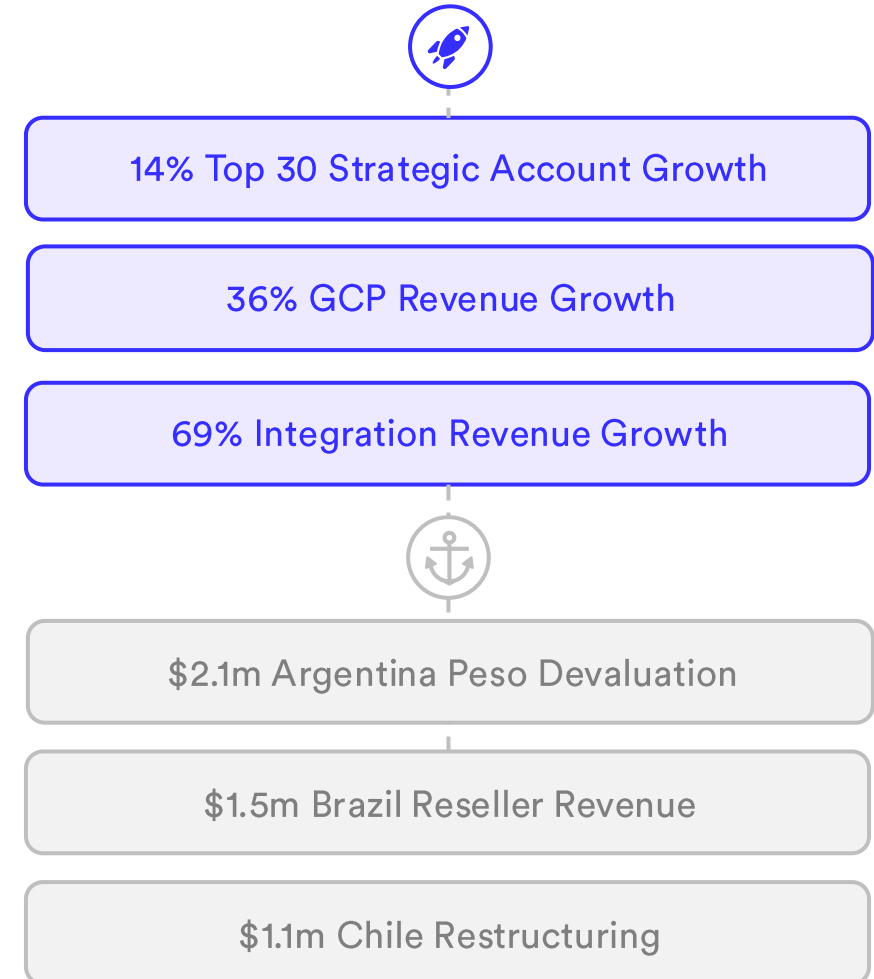 14% Top 30 Strategic Account Growth
36% GCP Revenue Growth
69% Integration Revenue Growth
$2.1m Argentina Peso Devaluation
$1.5m Brazil Reseller Revenue
$1.1m Chile Restructuring